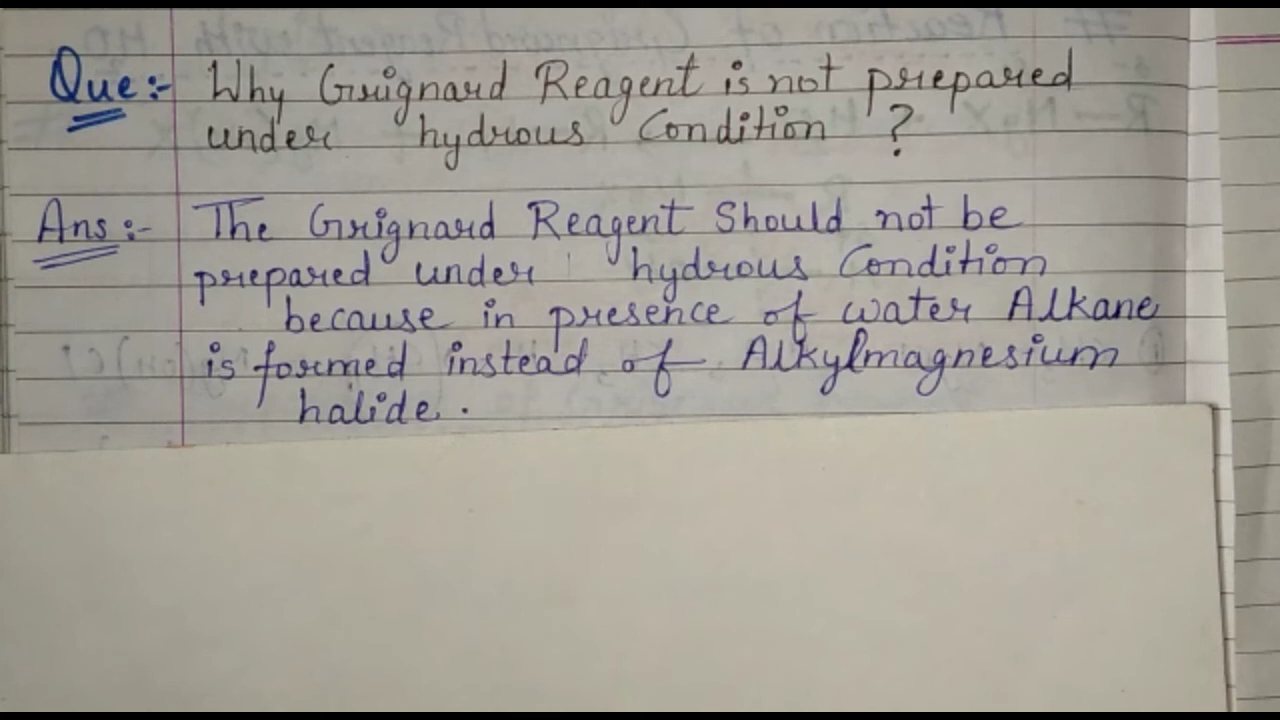 Que:- Why Grignard Reagent is not prepared
under hydrous Condition ?
Ans:- The Grignard Reagent Should not be
prepared under hydrous Condition
because in presence of water Alkane
is formed instead of Alkylmagnesium
halide.